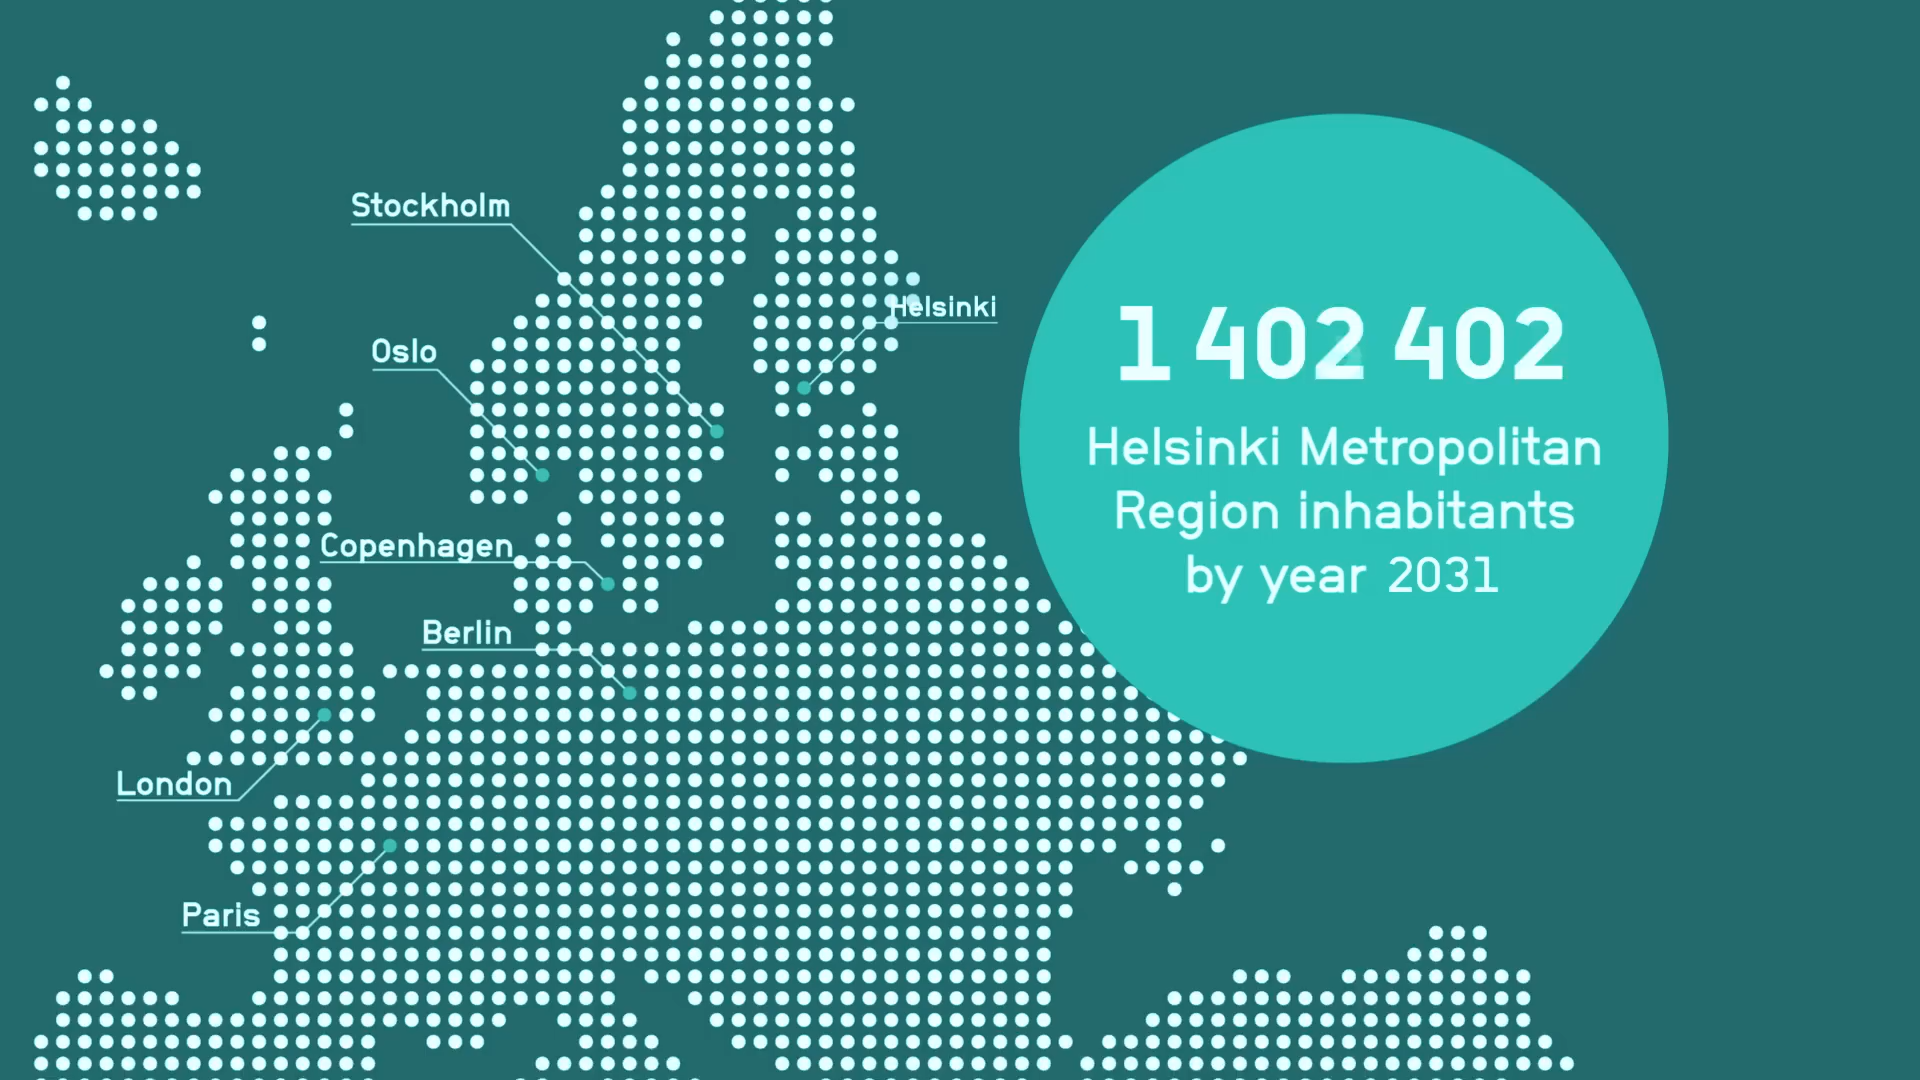 Stockholm
Helsinki
Oslo
Copenhagen
Berlin
London
Paris
1 402 402
Helsinki Metropolitan
Region inhabitants
by year 2031